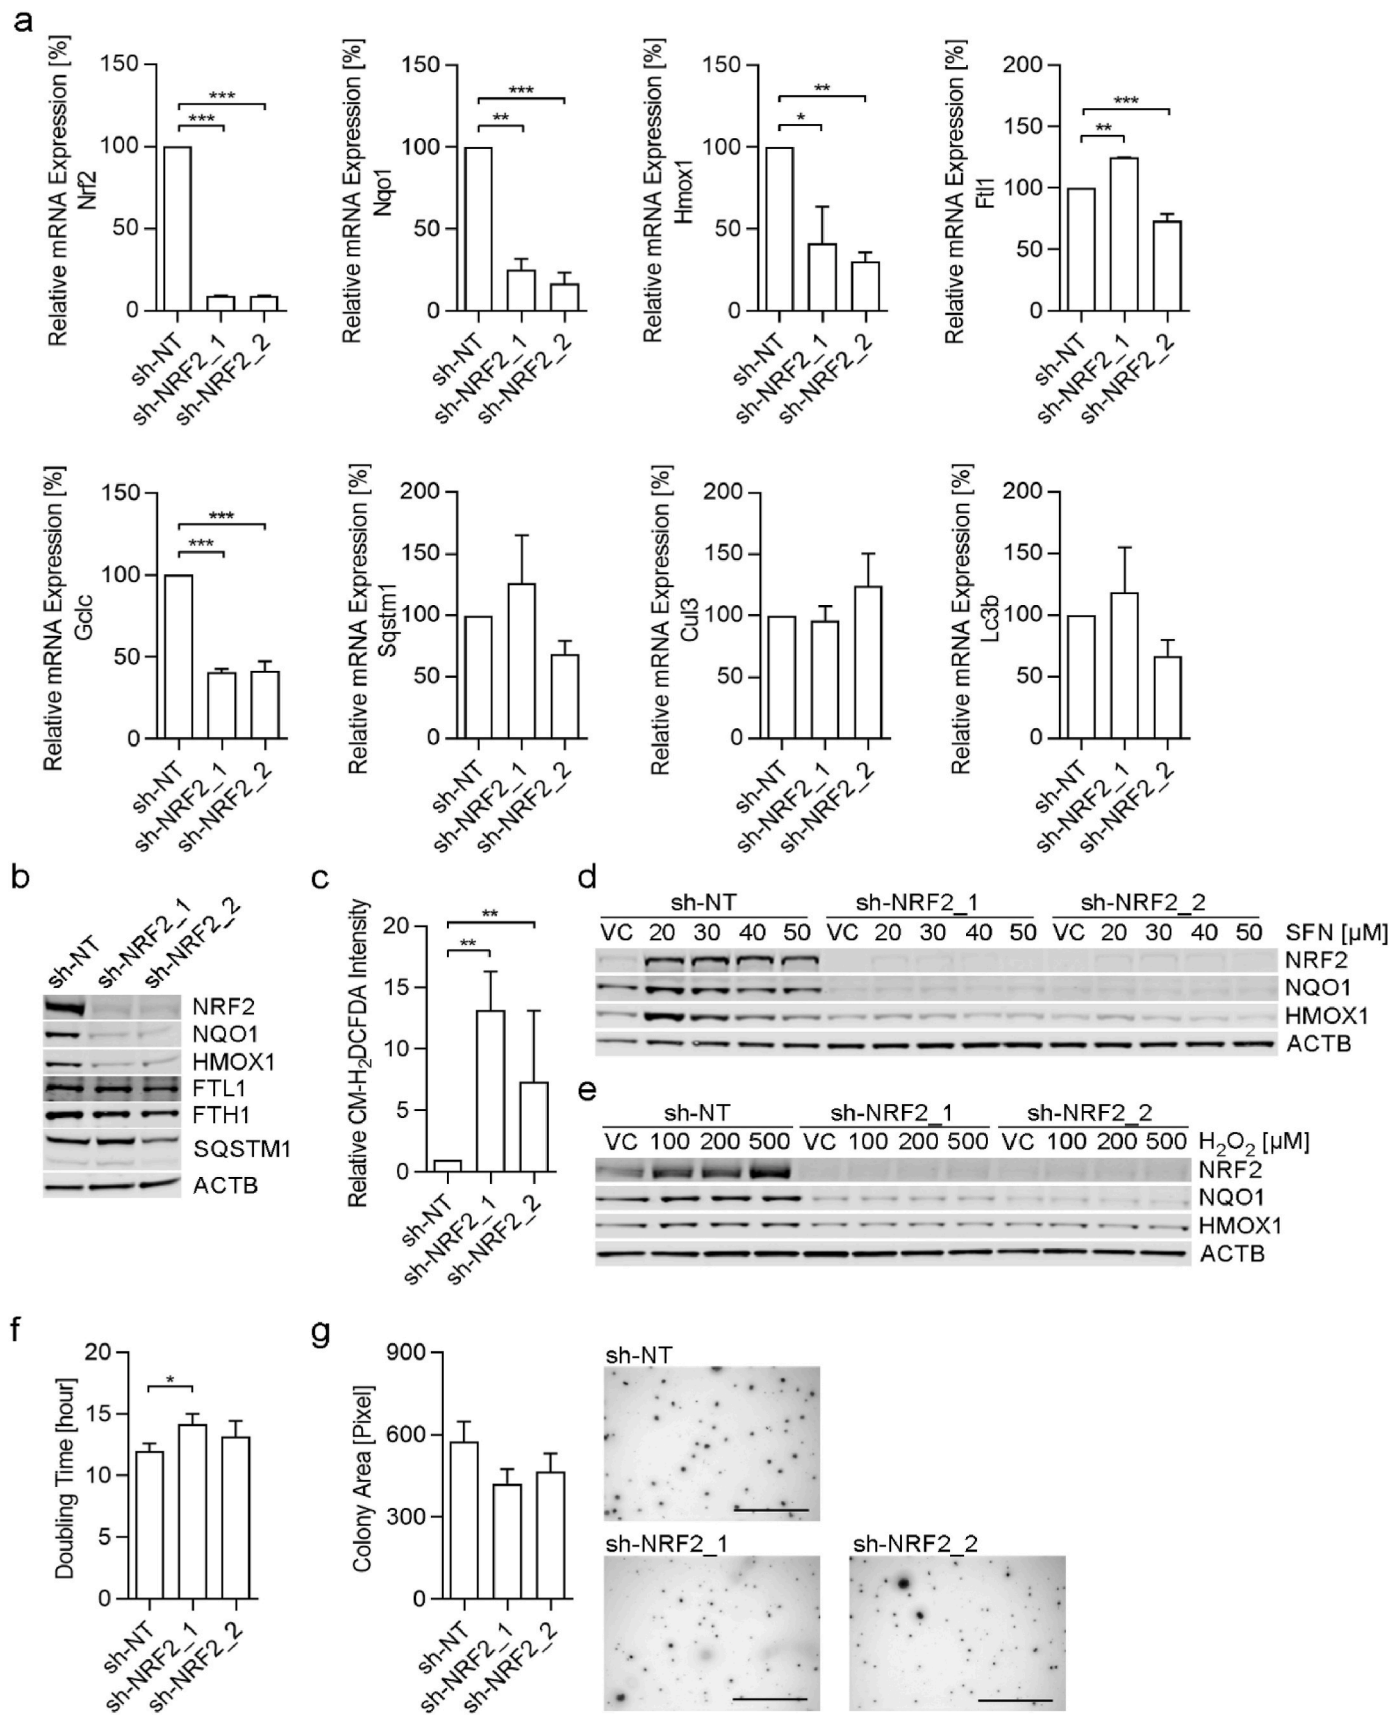 a
Relative mRNA Expression [%]
Nrf2
150
100
50
0
***
***
sh-NT
sh-NRF2_1
sh-NRF2_2
Relative mRNA Expression [%]
Nqo1
150
100
50
0
***
**
sh-NT
sh-NRF2_1
sh-NRF2_2
Relative mRNA Expression [%]
Hmox1
150
100
50
0
**
*
sh-NT
sh-NRF2_1
sh-NRF2_2
Relative mRNA Expression [%]
Ftl1
200
150
100
50
0
***
**
sh-NT
sh-NRF2_1
sh-NRF2_2
Relative mRNA Expression [%]
Gclc
150
100
50
0
***
***
sh-NT
sh-NRF2_1
sh-NRF2_2
Relative mRNA Expression [%]
Sqstm1
200
150
100
50
0
sh-NT
sh-NRF2_1
sh-NRF2_2
Relative mRNA Expression [%]
Cul3
200
150
100
50
0
sh-NT
sh-NRF2_1
sh-NRF2_2
Relative mRNA Expression [%]
Lc3b
200
150
100
50
0
sh-NT
sh-NRF2_1
sh-NRF2_2
b
sh-NT
sh-NRF2_1
sh-NRF2_2
NRF2
NQO1
HMOX1
FTL1
FTH1
SQSTM1
ACTB
c
Relative CM-H₂DCFDA Intensity
20
15
10
5
0
**
**
sh-NT
sh-NRF2_1
sh-NRF2_2
d
sh-NT sh-NRF2_1 sh-NRF2_2
VC 20 30 40 50 VC 20 30 40 50 VC 20 30 40 50 SFN [µM]
NRF2
NQO1
HMOX1
ACTB
e
sh-NT sh-NRF2_1 sh-NRF2_2
VC 100 200 500 VC 100 200 500 VC 100 200 500 H₂O₂ [µM]
NRF2
NQO1
HMOX1
ACTB
f
Doubling Time [hour]
20
15
10
5
0
*
sh-NT
sh-NRF2_1
sh-NRF2_2
g
Colony Area [Pixel]
900
600
300
0
sh-NT
sh-NRF2_1
sh-NRF2_2
sh-NT
sh-NRF2_1 sh-NRF2_2